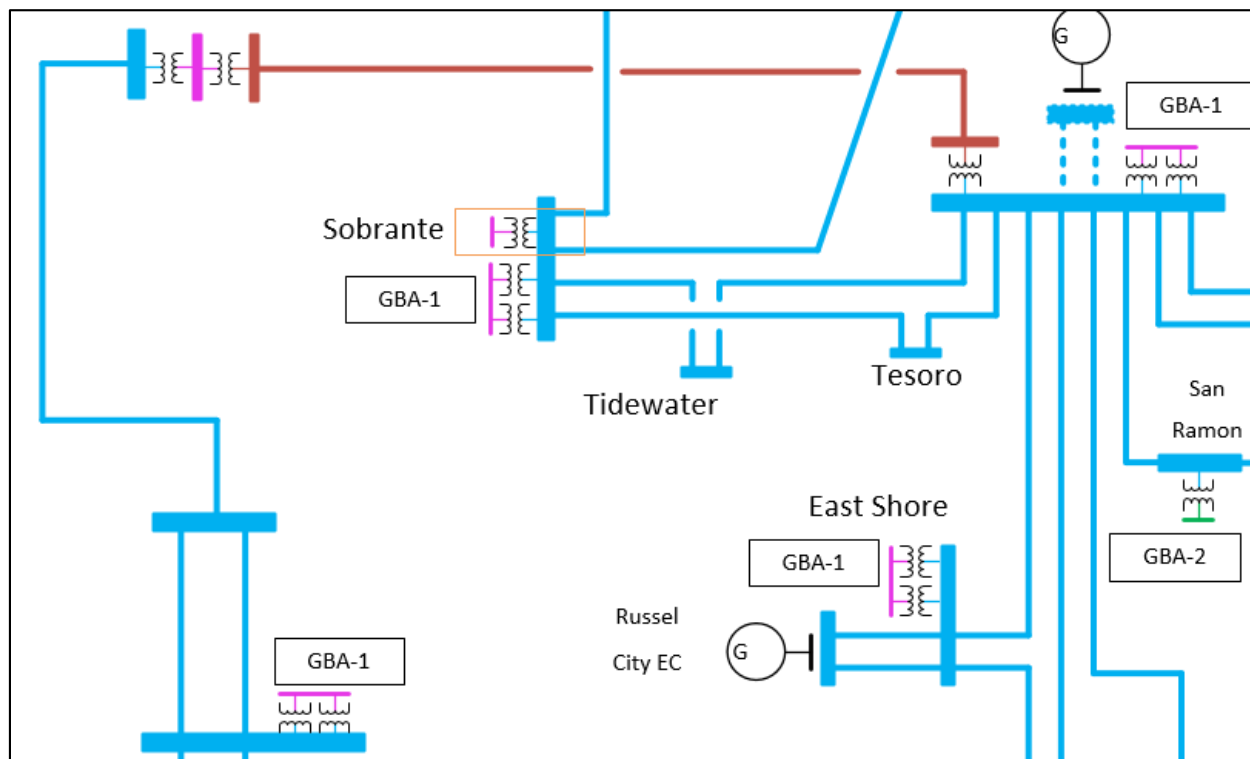 G
GBA-1
Sobrante
GBA-1
Tesoro
Tidewater
San
Ramon
East Shore
GBA-1
GBA-2
Russel
City EC
G
GBA-1